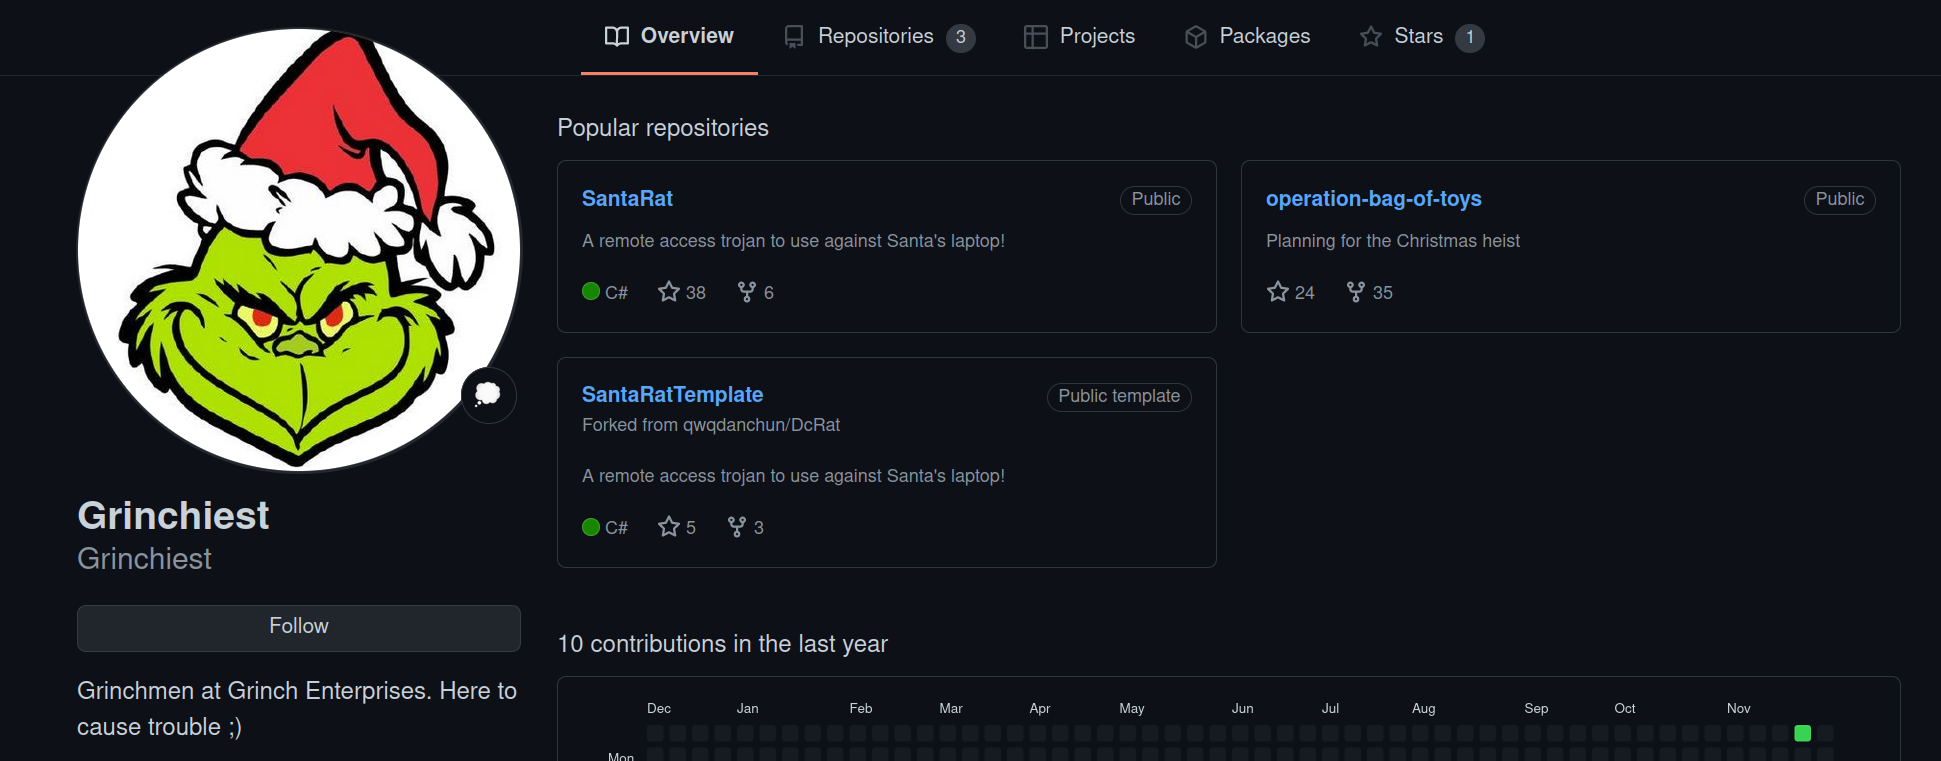 Overview Repositories 3 Projects Packages Stars 1
Popular repositories
SantaRat Public
A remote access trojan to use against Santa's laptop!
C# 38 6
operation-bag-of-toys Public
Planning for the Christmas heist
24 35
SantaRatTemplate Public template
Forked from qwqdanchun/DcRat
A remote access trojan to use against Santa's laptop!
C# 5 3
Grinchiest
Grinchiest
Follow
Grinchmen at Grinch Enterprises. Here to
cause trouble ;)
10 contributions in the last year
Dec Jan Feb Mar Apr May Jun Jul Aug Sep Oct Nov
Mon